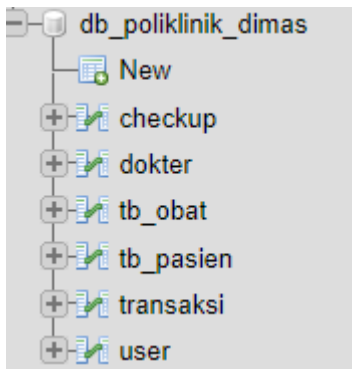 db_poliklinik_dimas
New
checkup
dokter
tb_obat
tb_pasien
transaksi
user